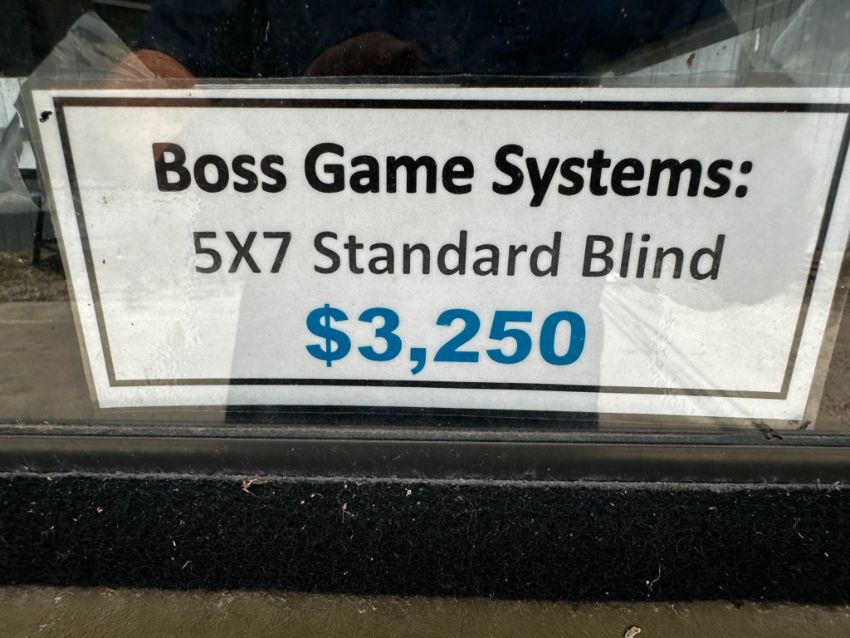 Boss Game Systems:
5X7 Standard Blind
$3,250